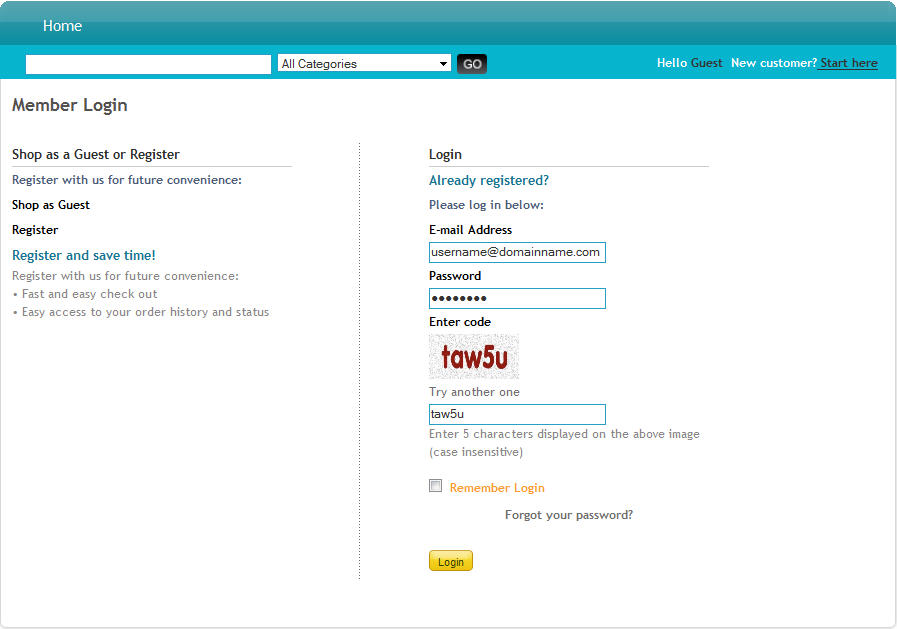 Home
All Categories
GO
Hello Guest New customer? Start here
Member Login
Shop as a Guest or Register
Register with us for future convenience:
Shop as Guest
Register
Register and save time!
Register with us for future convenience:
• Fast and easy check out
• Easy access to your order history and status
Login
Already registered?
Please log in below:
E-mail Address
username@domainname.com
Password
••••••••
Enter code
taw5u
Try another one
taw5u
Enter 5 characters displayed on the above image
(case insensitive)
Remember Login
Forgot your password?
Login